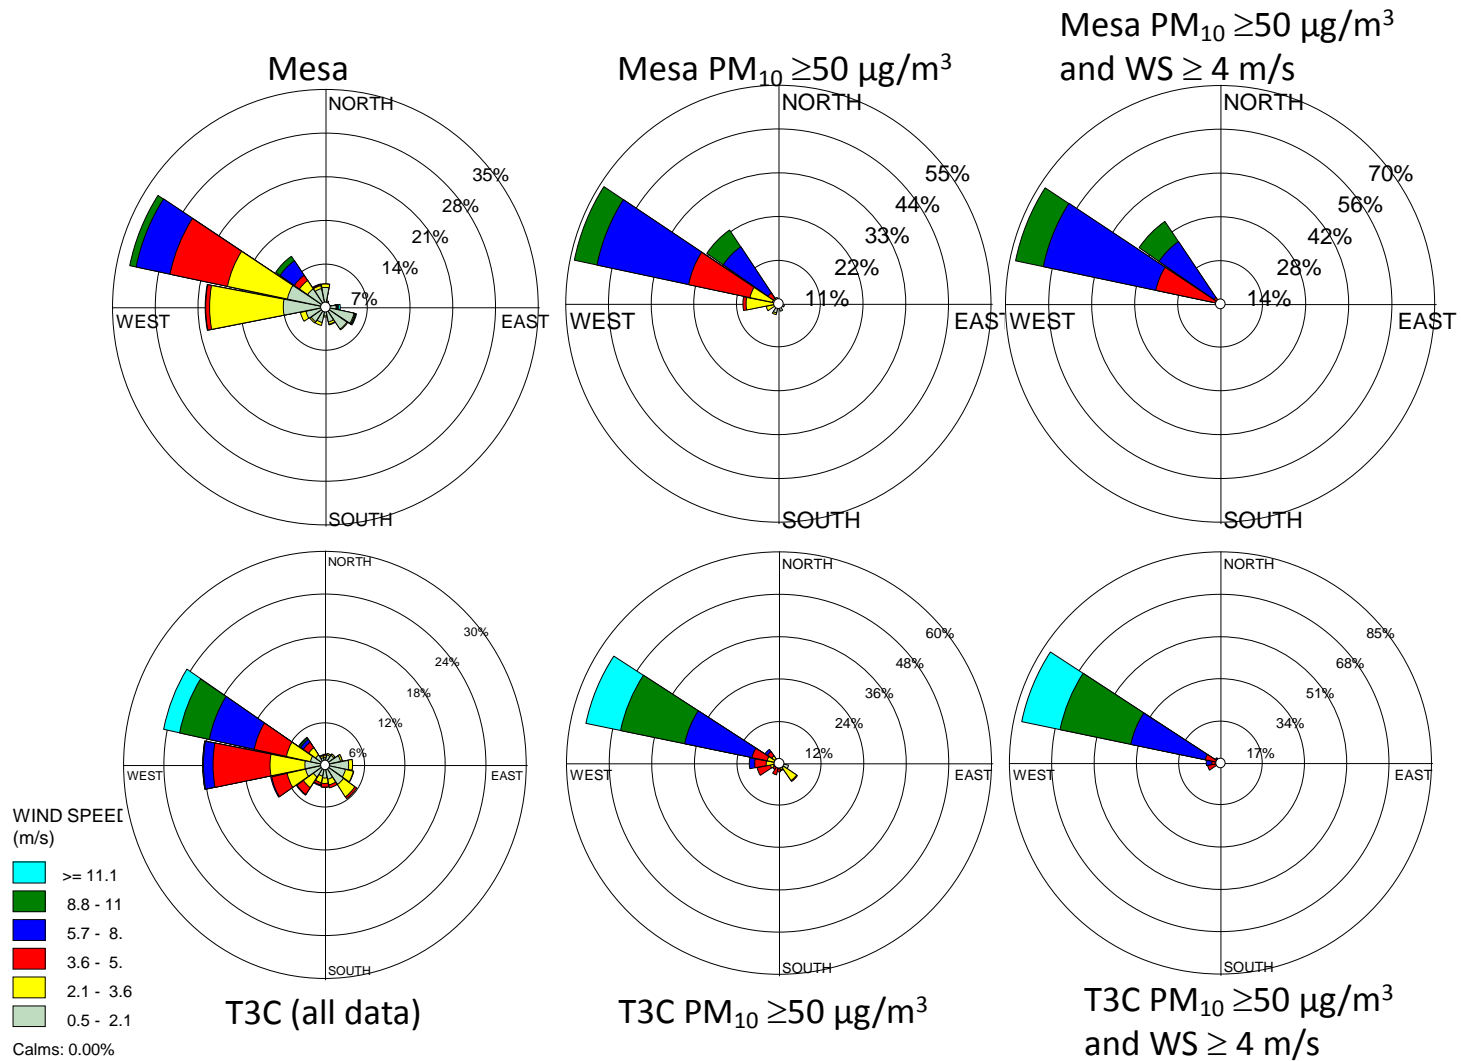 Mesa
Mesa PM₁₀ ≥50 µg/m³
Mesa PM₁₀ ≥50 µg/m³
and WS ≥ 4 m/s
NORTH
35%
28%
21%
14%
7%
WEST
EAST
SOUTH
NORTH
55%
44%
33%
22%
11%
WEST
EAST
SOUTH
NORTH
70%
56%
42%
28%
14%
WEST
EAST
SOUTH
NORTH
30%
24%
18%
12%
6%
WEST
EAST
SOUTH
NORTH
60%
48%
36%
24%
12%
WEST
EAST
SOUTH
NORTH
85%
68%
51%
34%
17%
WEST
EAST
SOUTH
WIND SPEED
(m/s)
>= 11.1
8.8 - 11
5.7 - 8.
3.6 - 5.
2.1 - 3.6
0.5 - 2.1
Calms: 0.00%
T3C (all data)
T3C PM₁₀ ≥50 µg/m³
T3C PM₁₀ ≥50 µg/m³
and WS ≥ 4 m/s